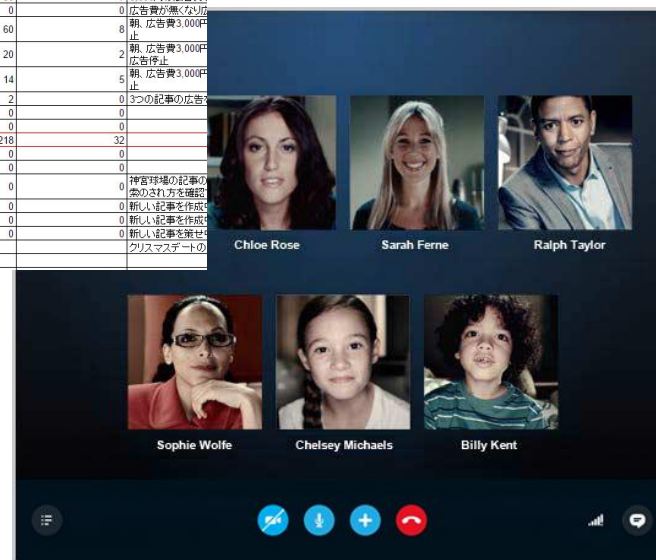 0 0 広告費が無くなり広
60 8 朝、広告費3,000円
止
20 2 朝、広告費3,000円
広告停止
14 5 朝、広告費3,000円
止
2 0 3つの記事の広告を
0 0
0 0
218 32
0 0
0 0
0 0 神宮球場の記事の
索のされ方を確認
0 0 新しい記事を作成
0 0 新しい記事を作成
0 0 新しい記事を策せ
クリスマスデートの
Chloe Rose Sarah Ferne Ralph Taylor
Sophie Wolfe Chelsey Michaels Billy Kent